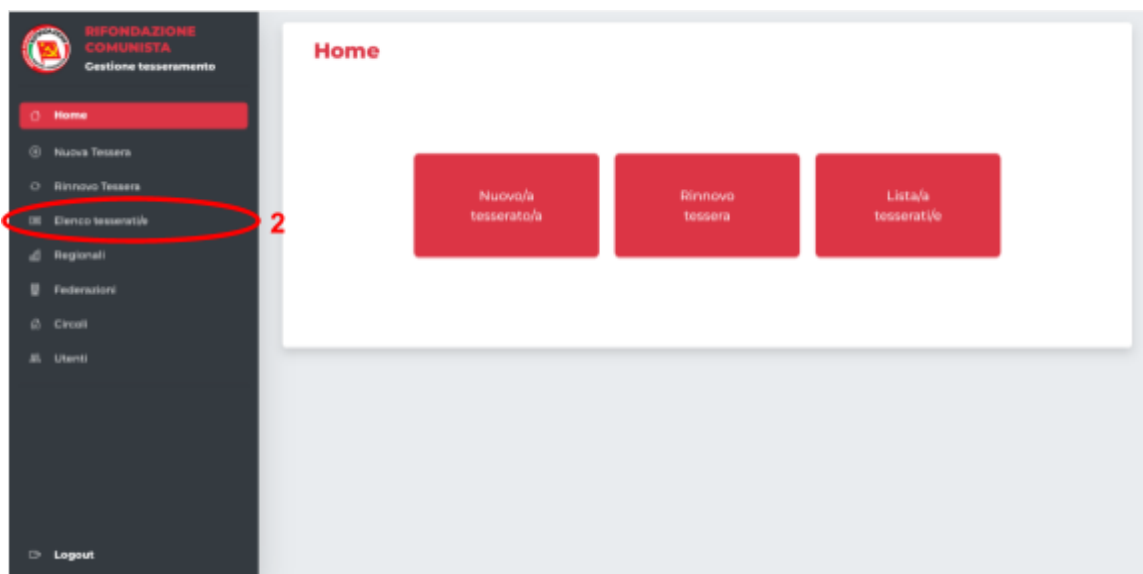 RIFONDAZIONE
COMUNISTA
Gestione tesseramento
Home
Nuova Tessera
Rinnovo Tessera
Elenco tesserati/e
2
Regionali
Federazioni
Circoli
Utenti
Logout
Home
Nuovo/a
tesserato/a
Rinnovo
tessera
Lista/a
tesserati/e